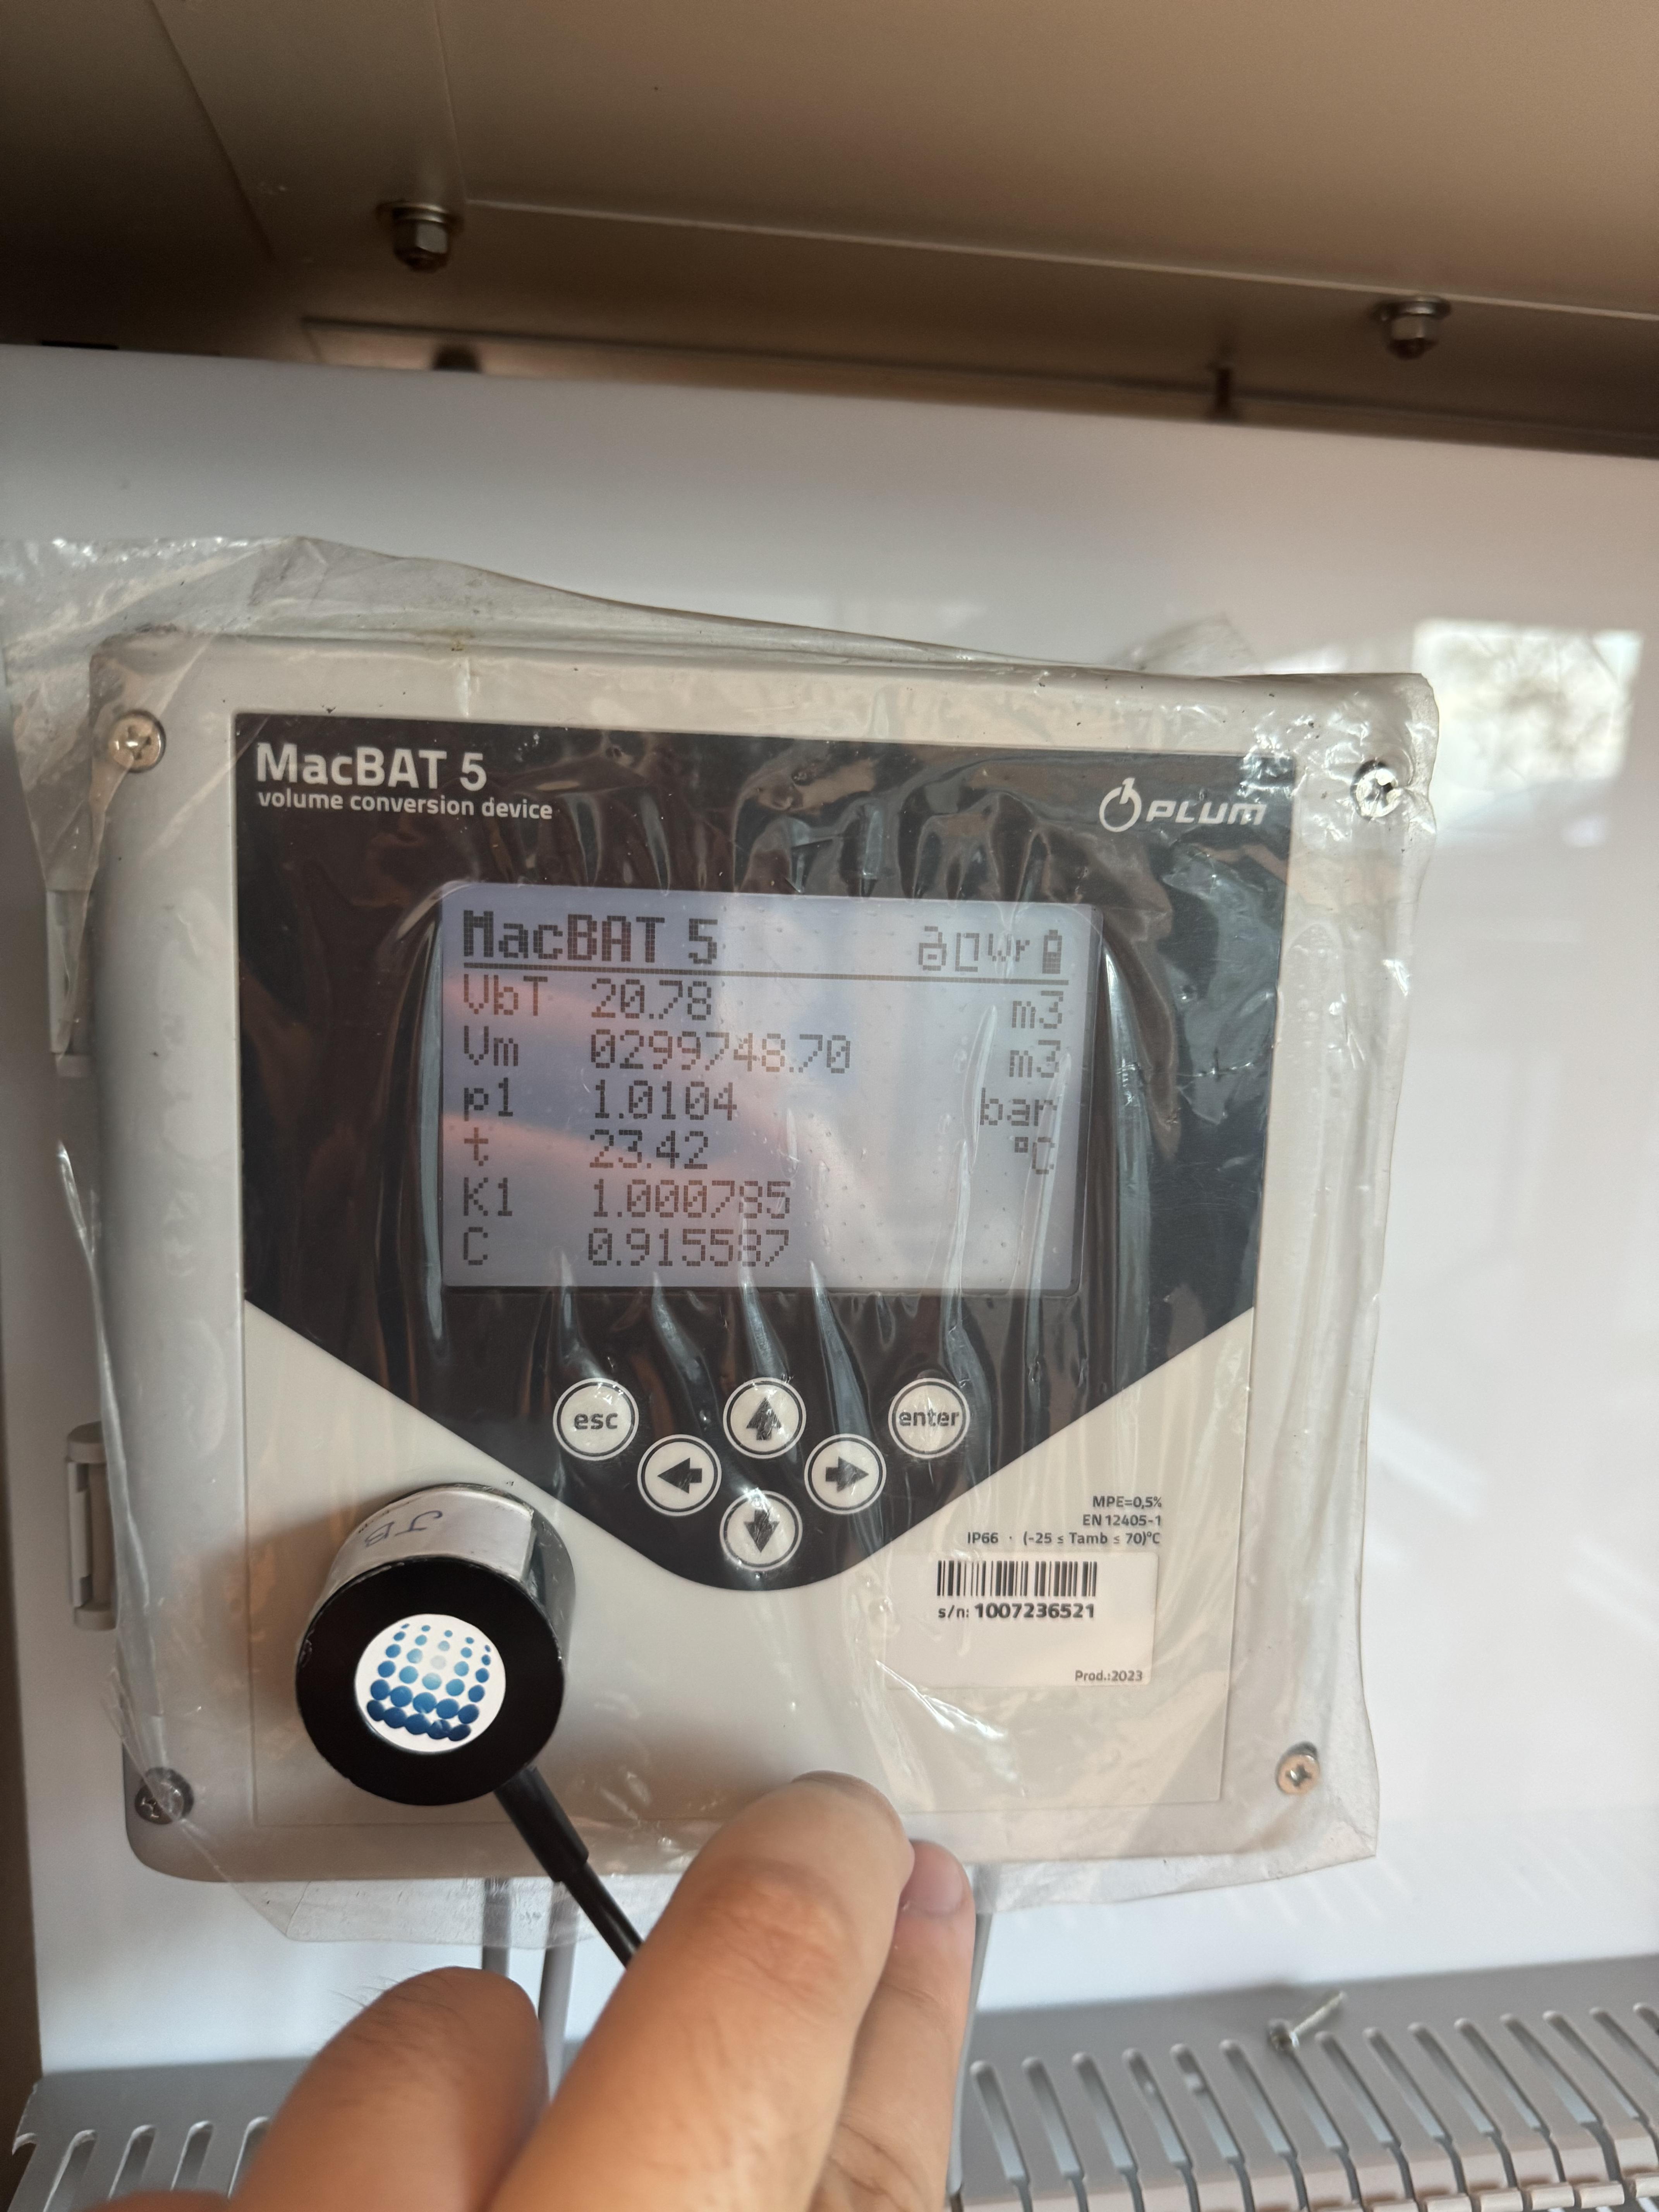 MacBAT 5
volume conversion device
PLUM
MacBAT 5
VbT 20.78 m3
Vm 0299748.70 m3
p1 1.0104 bar
t 23.42 °C
K1 1.000785
C 0.915587
esc
enter
MPE=0,5%
EN 12405-1
IP66 · (-25 ≤ Tamb ≤ 70)°C
s/n: 1007236521
Prod.:2023
JB